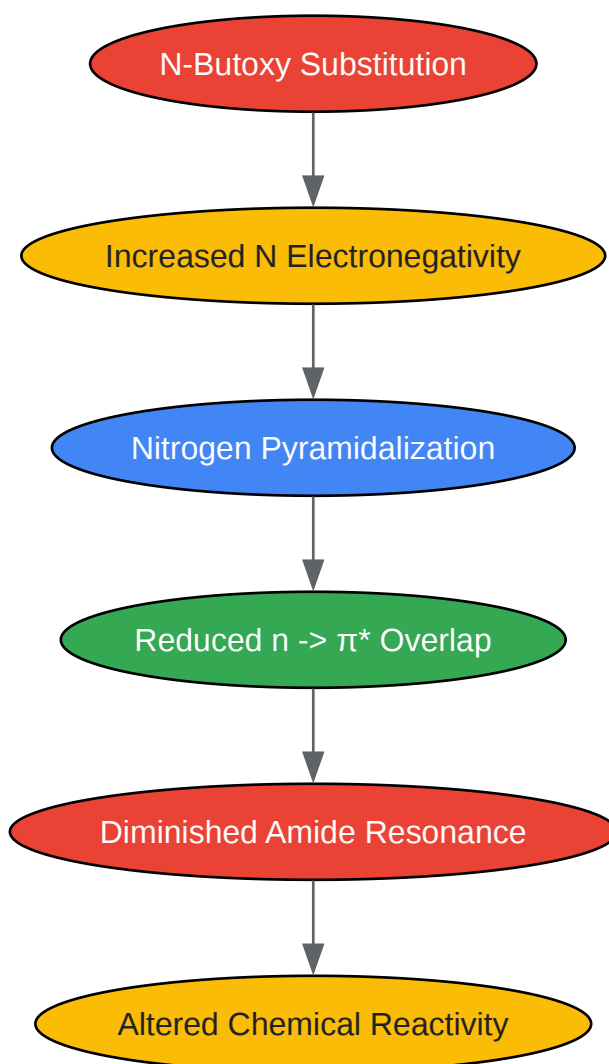 N-Butoxy Substitution
Increased N Electronegativity
Nitrogen Pyramidalization
Reduced n -> π* Overlap
Diminished Amide Resonance
Altered Chemical Reactivity